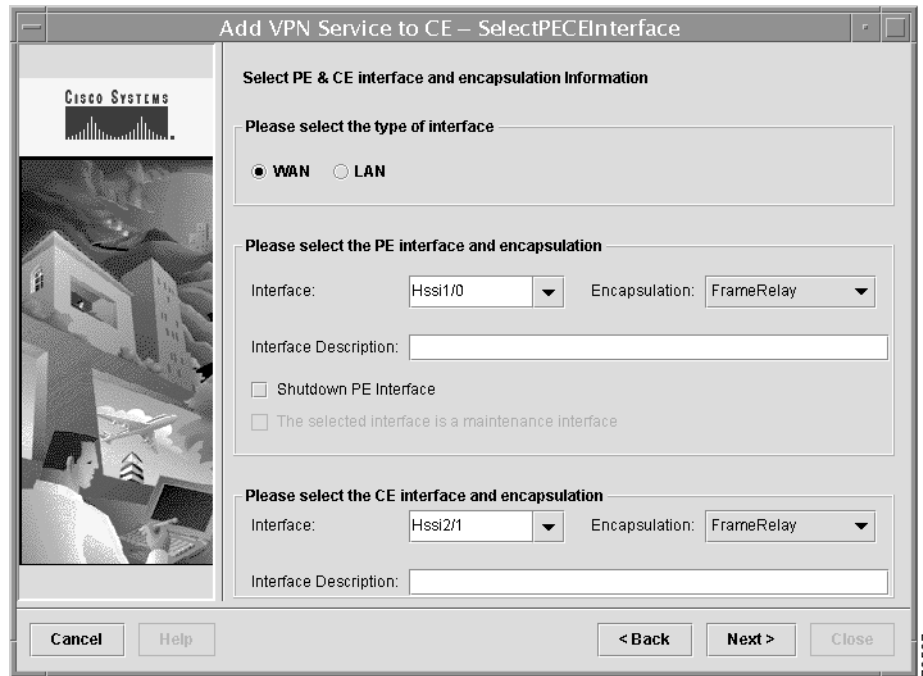 Add VPN Service to CE – SelectPECEInterface
CISCO SYSTEMS
Select PE & CE interface and encapsulation Information
Please select the type of interface
WAN LAN
Please select the PE interface and encapsulation
Interface: Hssi1/0 Encapsulation: FrameRelay
Interface Description:
Shutdown PE Interface
The selected interface is a maintenance interface
Please select the CE interface and encapsulation
Interface: Hssi2/1 Encapsulation: FrameRelay
Interface Description:
Cancel Help < Back Next > Close